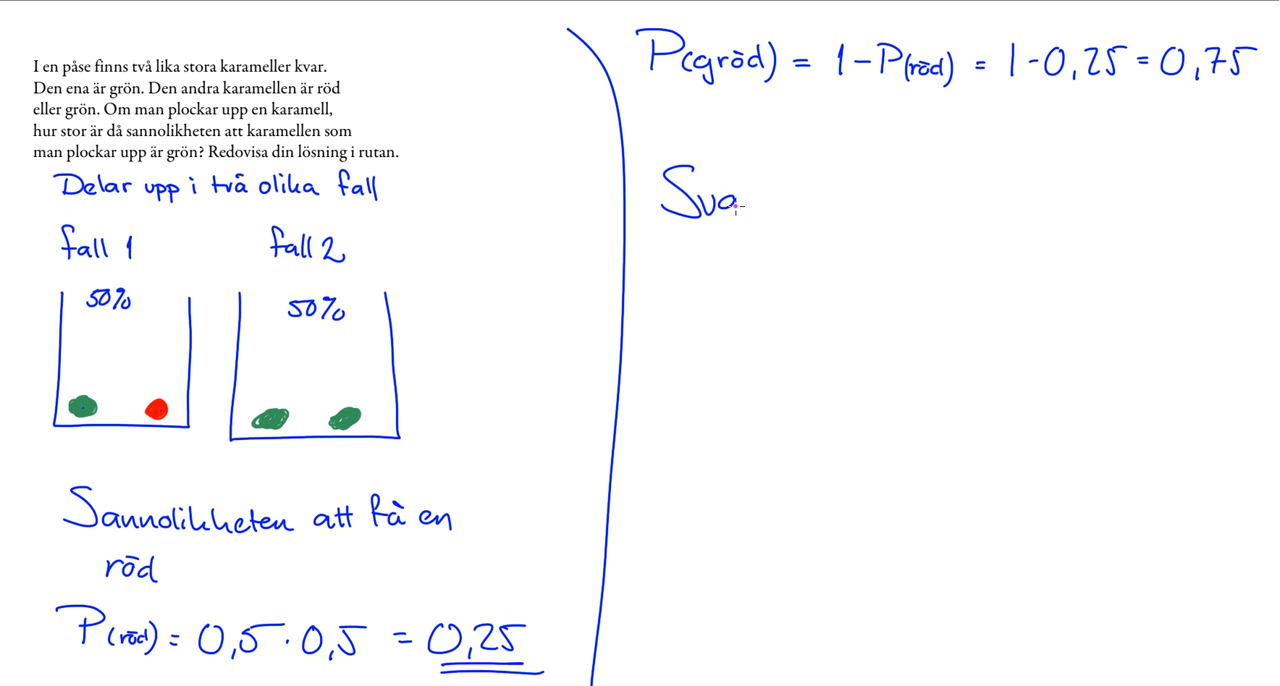 I en påse finns två lika stora karameller kvar.
Den ena är grön. Den andra karamellen är röd
eller grön. Om man plockar upp en karamell,
hur stor är då sannolikheten att karamellen som
man plockar upp är grön? Redovisa din lösning i rutan.
Delar upp i två olika fall
fall 1
fall 2
50%
50%
Sannolikheten att få en
röd
P(röd) = 0,5 · 0,5 = 0,25
P(gröd) = 1-P(röd) = 1-0,25 = 0,75
Sva